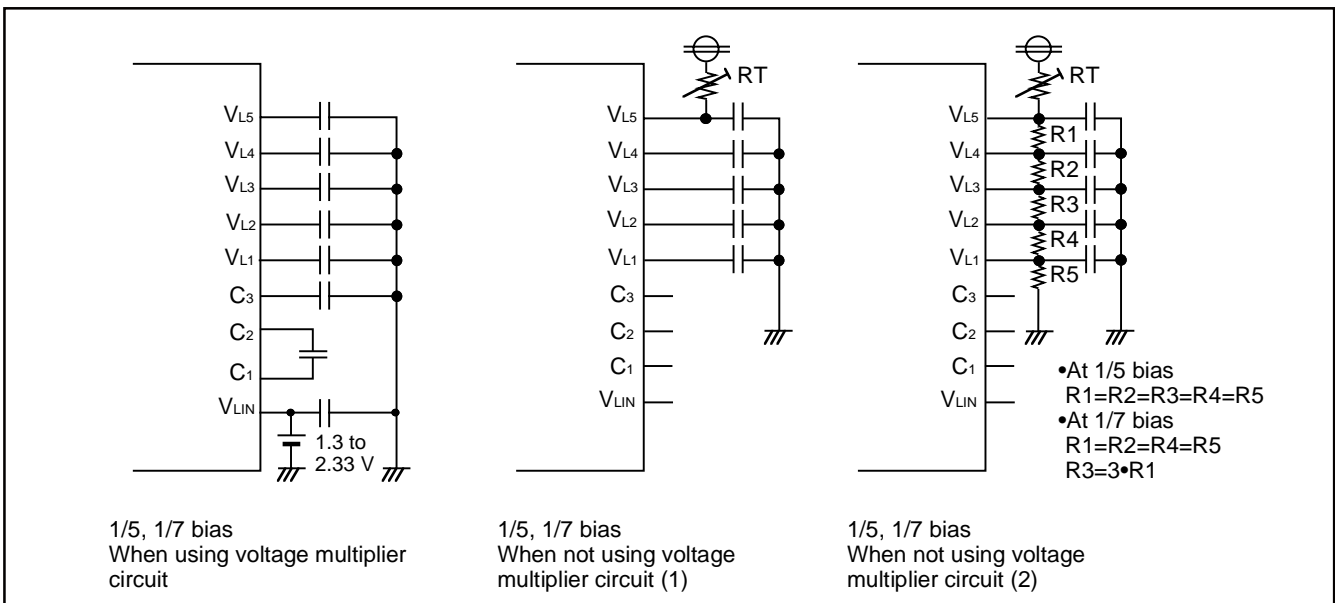 VL5
VL4
VL3
VL2
VL1
C3
C2
C1
VLIN
1.3 to
2.33 V
1/5, 1/7 bias
When using voltage multiplier
circuit
RT
VL5
VL4
VL3
VL2
VL1
C3
C2
C1
VLIN
1/5, 1/7 bias
When not using voltage
multiplier circuit (1)
RT
VL5
R1
VL4
R2
VL3
R3
VL2
R4
VL1
R5
C3
C2
C1
VLIN
•At 1/5 bias
R1=R2=R3=R4=R5
•At 1/7 bias
R1=R2=R4=R5
R3=3•R1
1/5, 1/7 bias
When not using voltage
multiplier circuit (2)